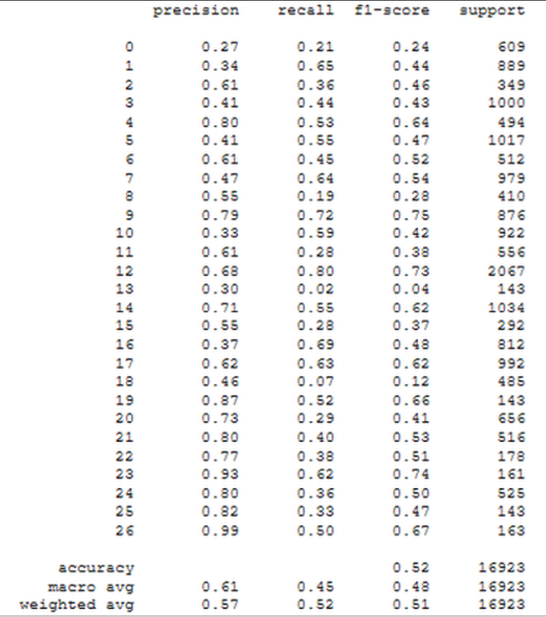 precision recall f1-score support
0 0.27 0.21 0.24 609
1 0.34 0.65 0.44 889
2 0.61 0.36 0.46 349
3 0.41 0.44 0.43 1000
4 0.80 0.53 0.64 494
5 0.41 0.55 0.47 1017
6 0.61 0.45 0.52 512
7 0.47 0.64 0.54 979
8 0.55 0.19 0.28 410
9 0.79 0.72 0.75 876
10 0.33 0.59 0.42 922
11 0.61 0.28 0.38 556
12 0.68 0.80 0.73 2067
13 0.30 0.02 0.04 143
14 0.71 0.55 0.62 1034
15 0.55 0.28 0.37 292
16 0.37 0.69 0.48 812
17 0.62 0.63 0.62 992
18 0.46 0.07 0.12 485
19 0.87 0.52 0.66 143
20 0.73 0.29 0.41 656
21 0.80 0.40 0.53 516
22 0.77 0.38 0.51 178
23 0.93 0.62 0.74 161
24 0.80 0.36 0.50 525
25 0.82 0.33 0.47 143
26 0.99 0.50 0.67 163
accuracy 0.52 16923
macro avg 0.61 0.45 0.48 16923
weighted avg 0.57 0.52 0.51 16923